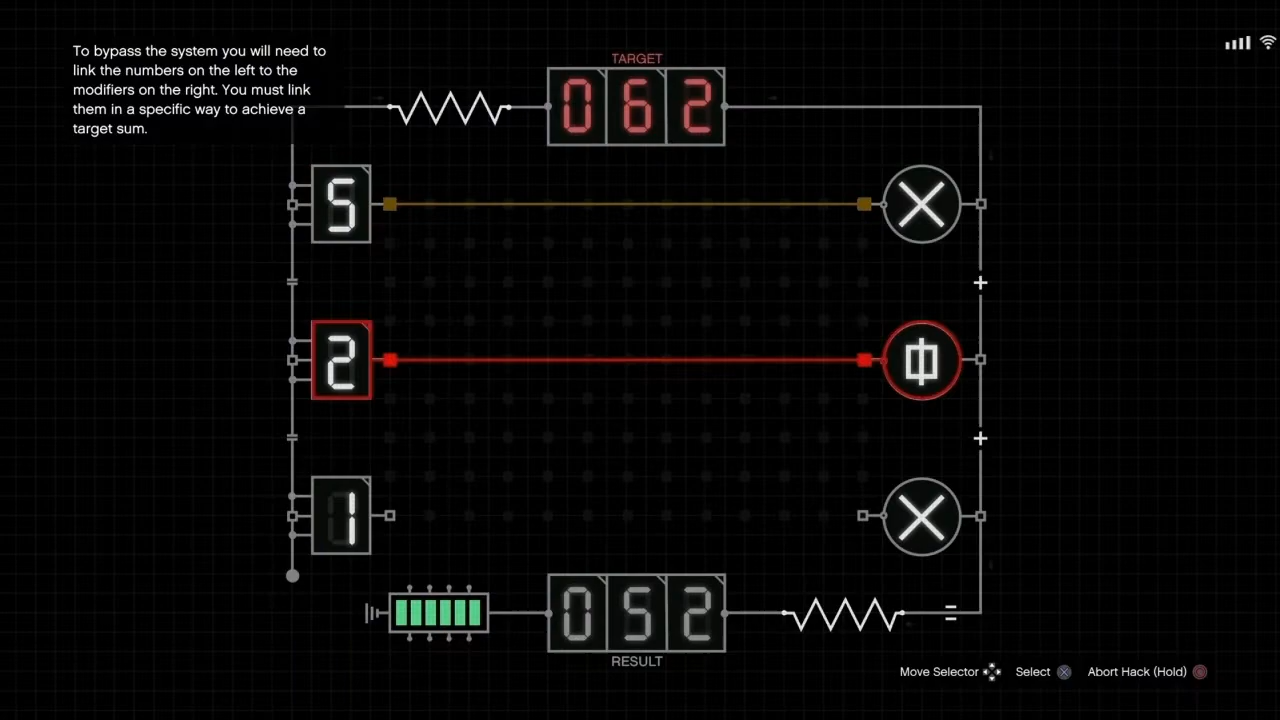 To bypass the system you will need to
link the numbers on the left to the
modifiers on the right. You must link
them in a specific way to achieve a
target sum.
TARGET
062
5
2
中
+
1
+
052
=
RESULT
Move Selector Select Abort Hack (Hold)